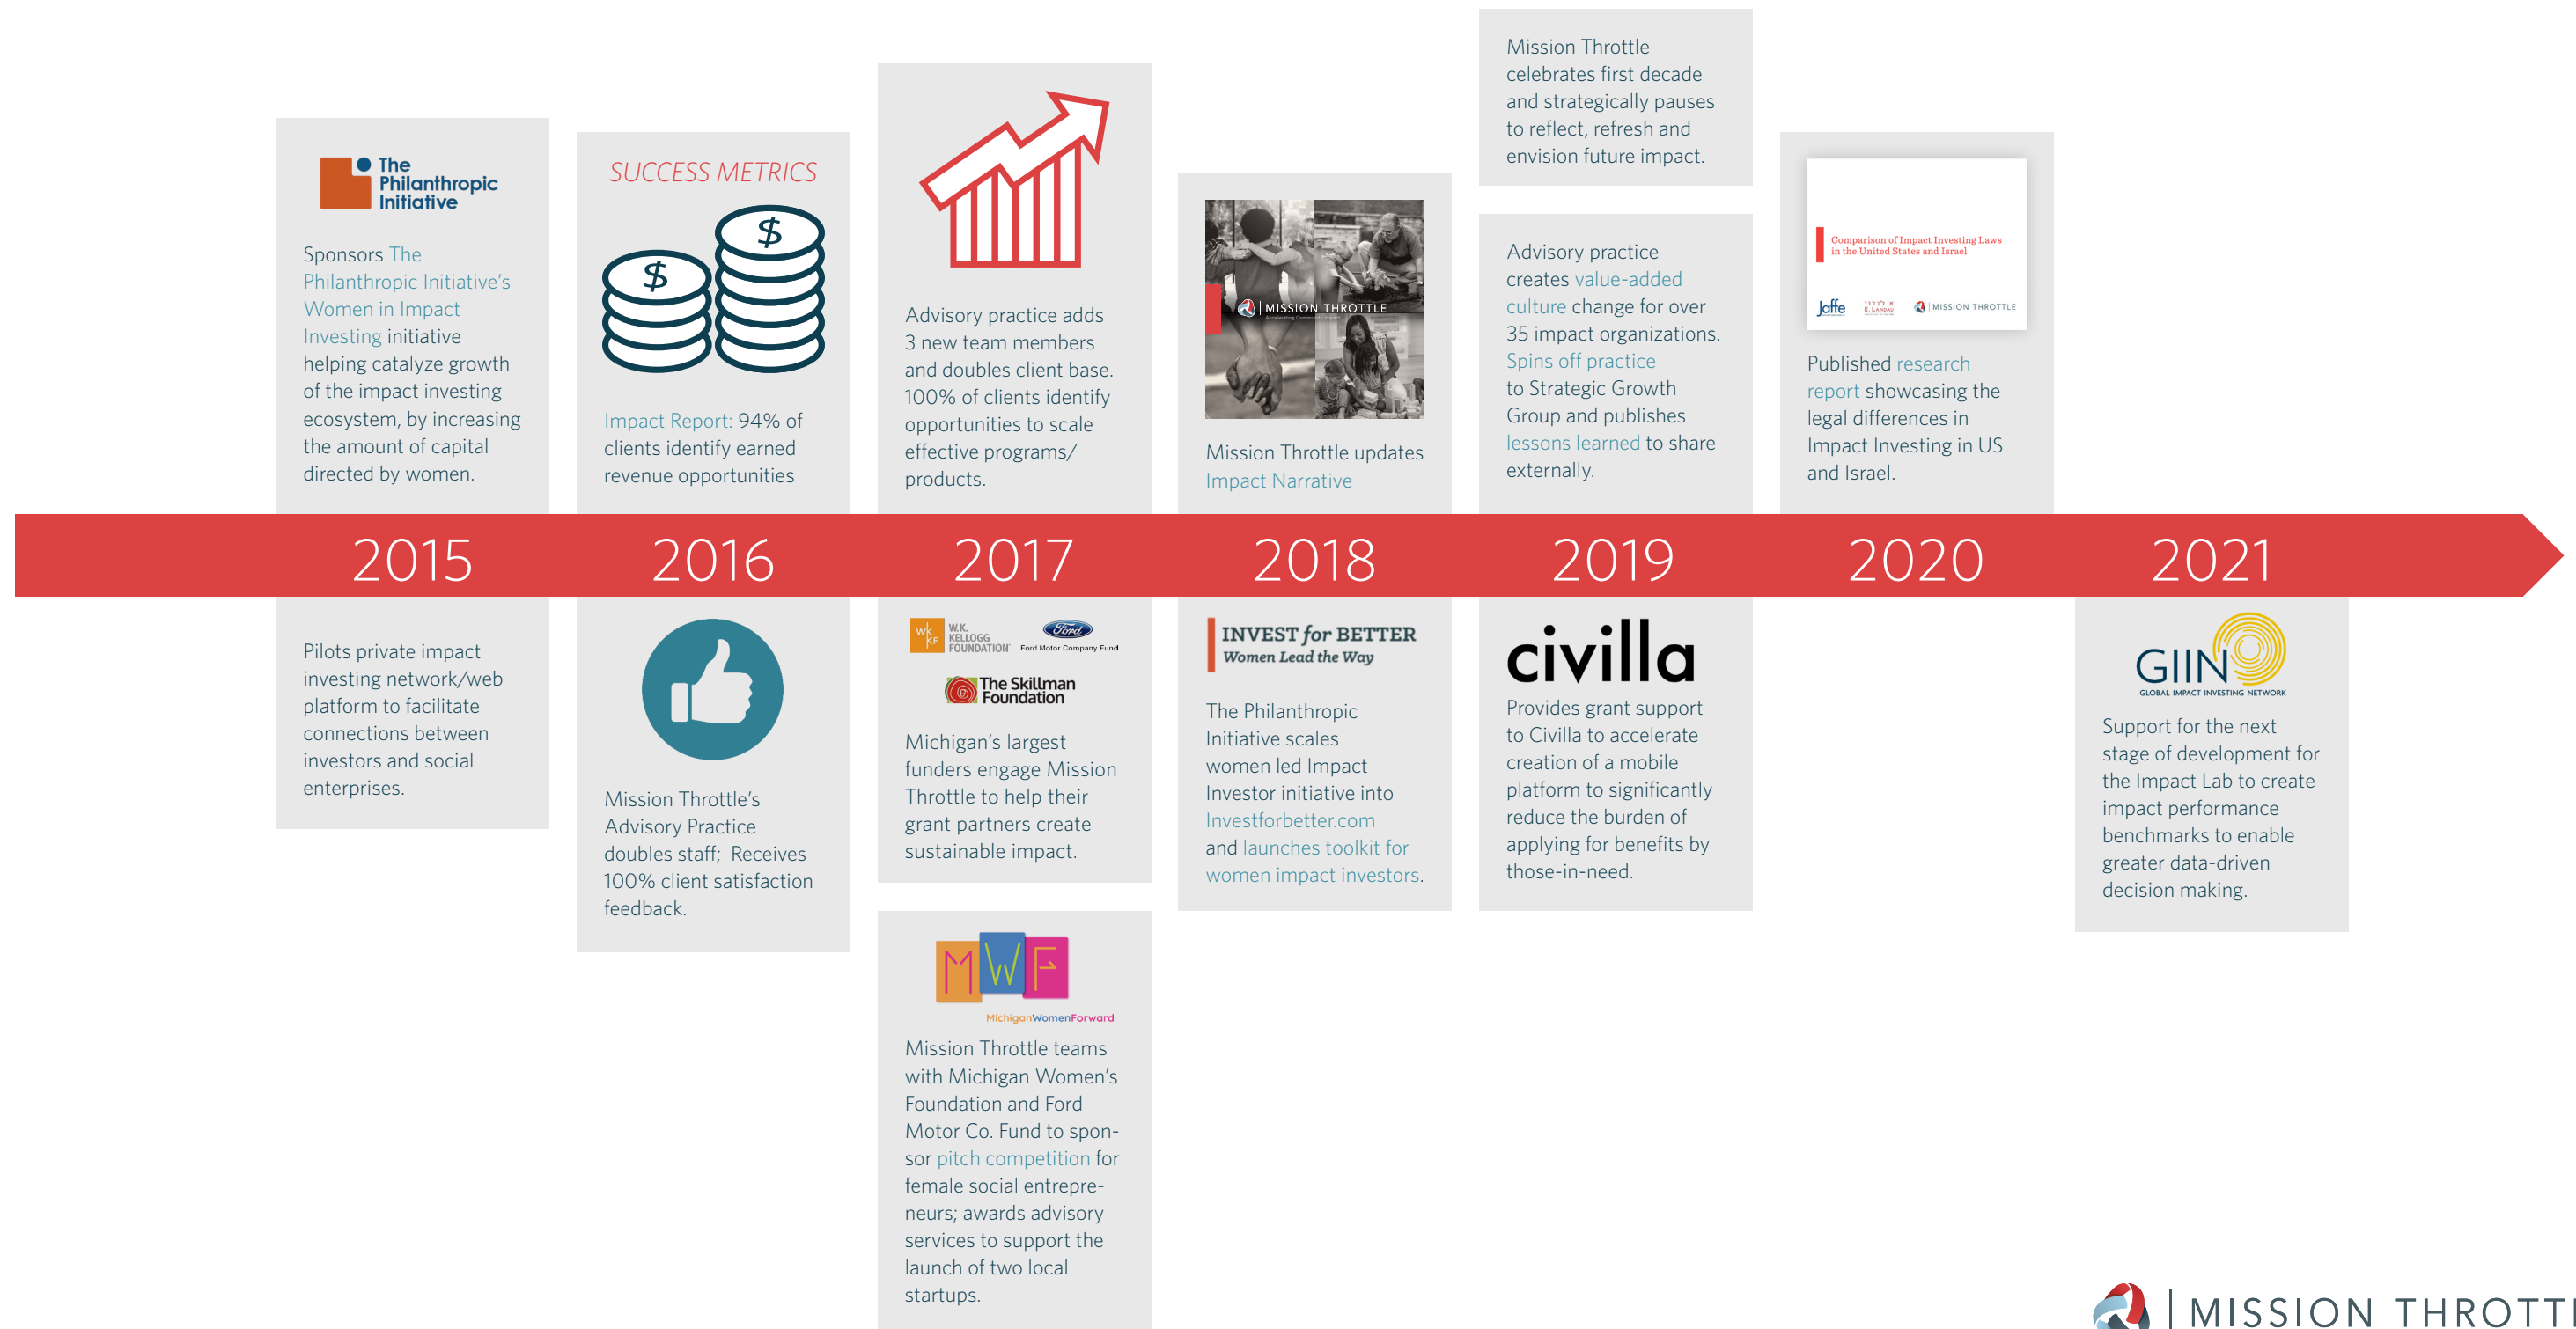 The
Philanthropic
Initiative
Sponsors The
Philanthropic Initiative's
Women in Impact
Investing initiative
helping catalyze growth
of the impact investing
ecosystem, by increasing
the amount of capital
directed by women.
SUCCESS METRICS
$
$
Impact Report: 94% of
clients identify earned
revenue opportunities
Advisory practice adds
3 new team members
and doubles client base.
100% of clients identify
opportunities to scale
effective programs/
products.
MISSION THROTTLE
Mission Throttle updates
Impact Narrative
Mission Throttle
celebrates first decade
and strategically pauses
to reflect, refresh and
envision future impact.
Advisory practice
creates value-added
culture change for over
35 impact organizations.
Spins off practice
to Strategic Growth
Group and publishes
lessons learned to share
externally.
Comparison of Impact Investing Laws
in the United States and Israel
Jaffe
א. לנדוי
E. LANDAU
MISSION THROTTLE
Published research
report showcasing the
legal differences in
Impact Investing in US
and Israel.
2015
2016
2017
2018
2019
2020
2021
Pilots private impact
investing network/web
platform to facilitate
connections between
investors and social
enterprises.
Mission Throttle's
Advisory Practice
doubles staff; Receives
100% client satisfaction
feedback.
WKKF
W.K.
KELLOGG
FOUNDATION
Ford
Ford Motor Company Fund
The Skillman
Foundation
Michigan's largest
funders engage Mission
Throttle to help their
grant partners create
sustainable impact.
MWF
MichiganWomenForward
Mission Throttle teams
with Michigan Women's
Foundation and Ford
Motor Co. Fund to spon-
sor pitch competition for
female social entrepre-
neurs; awards advisory
services to support the
launch of two local
startups.
INVEST for BETTER
Women Lead the Way
The Philanthropic
Initiative scales
women led Impact
Investor initiative into
Investforbetter.com
and launches toolkit for
women impact investors.
civilla
Provides grant support
to Civilla to accelerate
creation of a mobile
platform to significantly
reduce the burden of
applying for benefits by
those-in-need.
GIIN
GLOBAL IMPACT INVESTING NETWORK
Support for the next
stage of development for
the Impact Lab to create
impact performance
benchmarks to enable
greater data-driven
decision making.
MISSION THROTTL